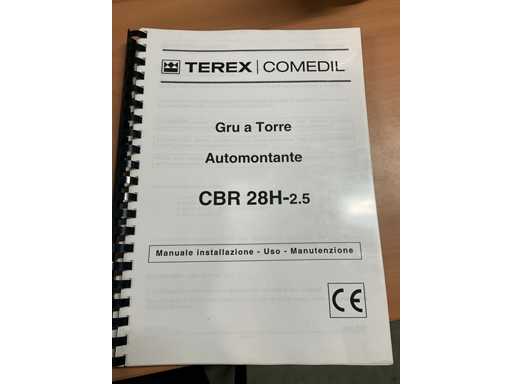 TEREX | COMEDIL
Gru a Torre
Automontante
CBR 28H-2.5
Manuale installazione - Uso - Manutenzione
CE